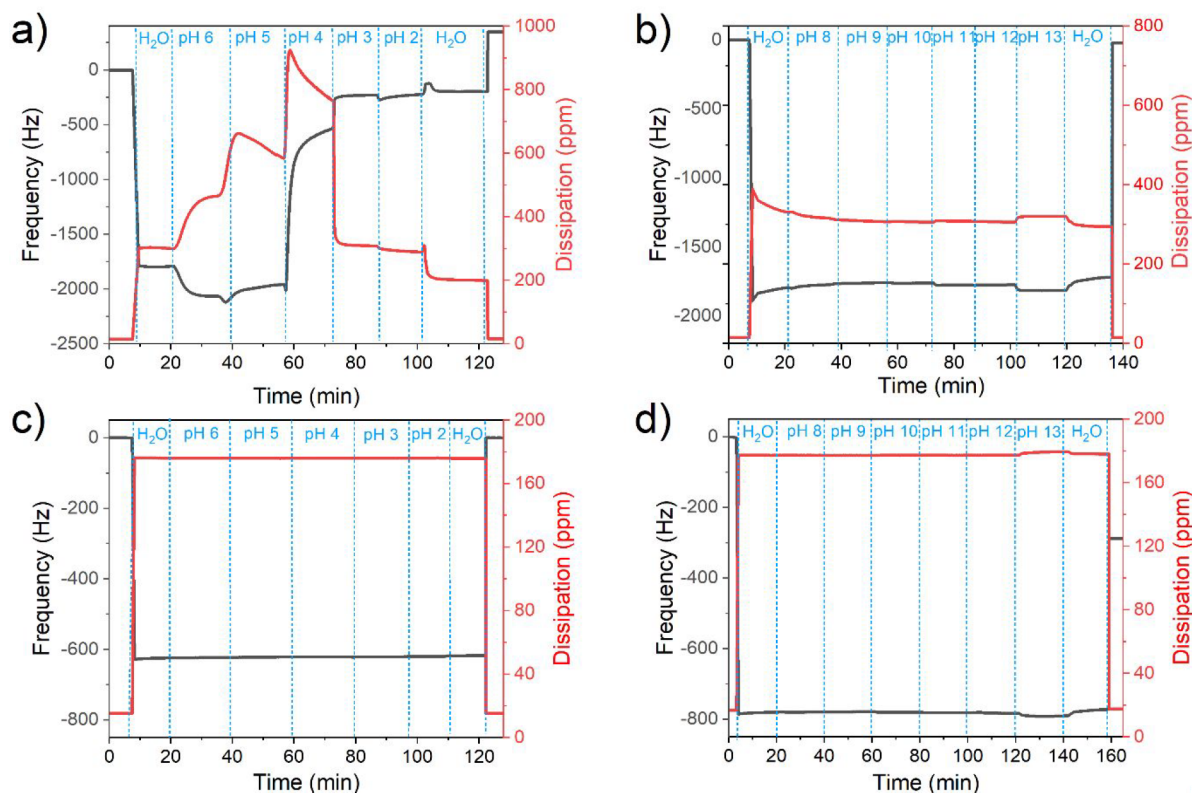 a)
H₂O pH 6 pH 5 pH 4 pH 3 pH 2 H₂O
Frequency (Hz)
0
-500
-1000
-1500
-2000
-2500
1000
800
600
400
200
0
Dissipation (ppm)
0 20 40 60 80 100 120
Time (min)
b)
H₂O pH 8 pH 9 pH 10 pH 11 pH 12 pH 13 H₂O
Frequency (Hz)
0
-500
-1000
-1500
-2000
800
600
400
200
0
Dissipation (ppm)
0 20 40 60 80 100 120 140
Time (min)
c)
H₂O pH 6 pH 5 pH 4 pH 3 pH 2 H₂O
Frequency (Hz)
0
-200
-400
-600
-800
200
160
120
80
40
0
Dissipation (ppm)
0 20 40 60 80 100 120
Time (min)
d)
H₂O pH 8 pH 9 pH 10 pH 11 pH 12 pH 13 H₂O
Frequency (Hz)
0
-200
-400
-600
-800
200
160
120
80
40
0
Dissipation (ppm)
0 20 40 60 80 100 120 140 160
Time (min)